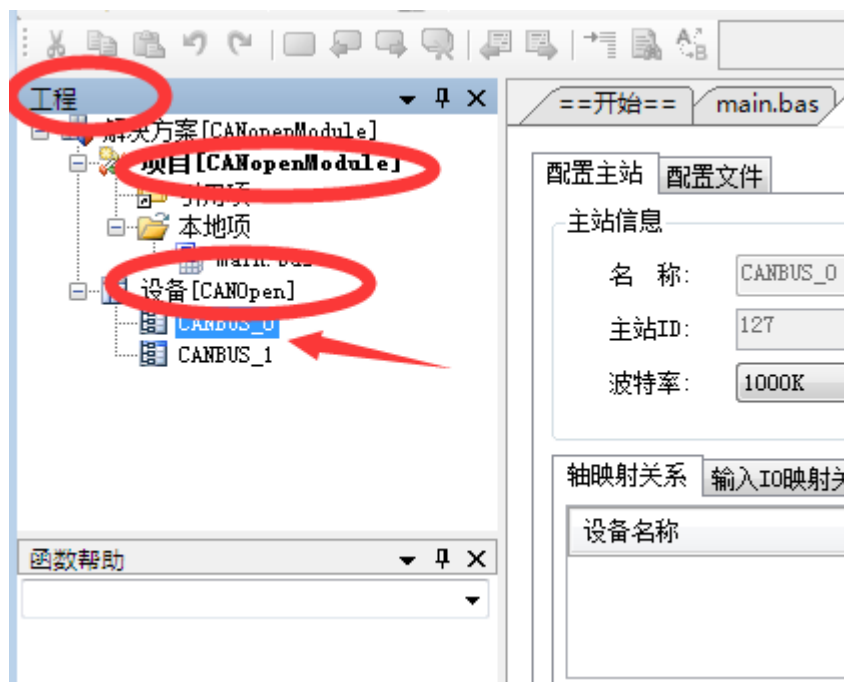 工程
==开始==
main.bas
解决方案[CANopenModule]
项目[CANopenModule]
引用项
本地项
main.bas
设备[CANOpen]
CANBUS_0
CANBUS_1
配置主站
配置文件
主站信息
名 称: CANBUS_0
主站ID: 127
波特率: 1000K
轴映射关系
输入IO映射关
设备名称
函数帮助